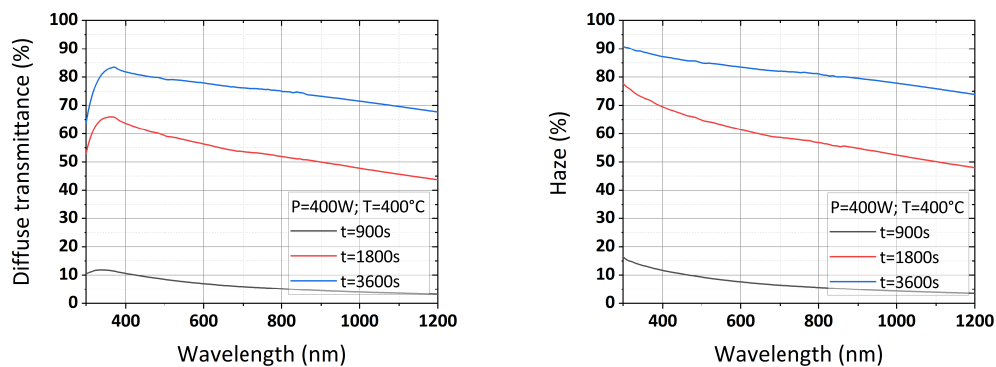 100
90
80
70
60
50
40
30
20
10
0
Diffuse transmittance (%)
P=400W; T=400°C
t=900s
t=1800s
t=3600s
400 600 800 1000 1200
Wavelength (nm)
100
90
80
70
60
50
40
30
20
10
0
Haze (%)
P=400W; T=400°C
t=900s
t=1800s
t=3600s
400 600 800 1000 1200
Wavelength (nm)